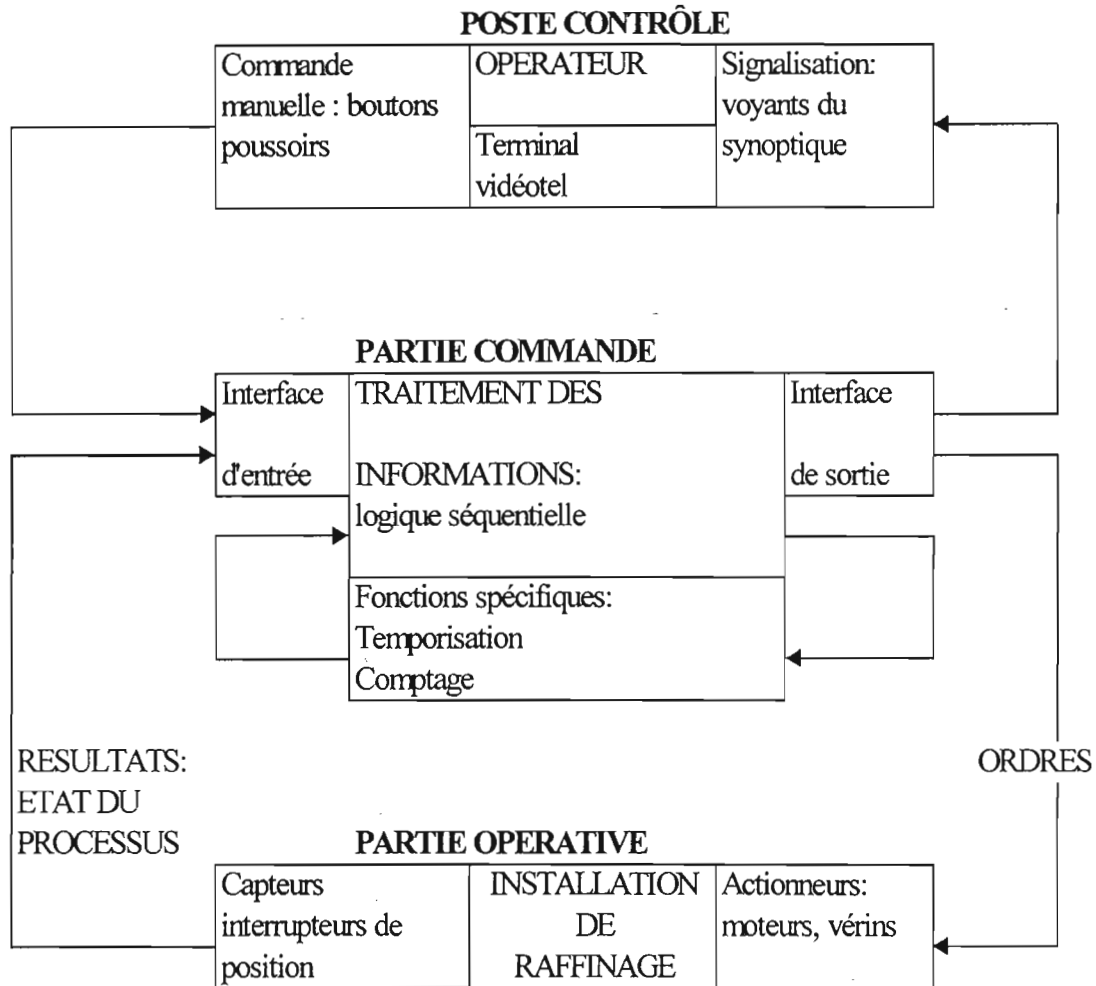 POSTE CONTRÔLE
Commande
manuelle : boutons
poussoirs
OPERATEUR
Terminal
vidéotel
Signalisation:
voyants du
synoptique
PARTIE COMMANDE
Interface
d'entrée
TRAITEMENT DES
INFORMATIONS:
logique séquentielle
Interface
de sortie
Fonctions spécifiques:
Temporisation
Comptage
RESULTATS:
ETAT DU
PROCESSUS
ORDRES
PARTIE OPERATIVE
Capteurs
interrupteurs de
position
INSTALLATION
DE
RAFFINAGE
Actionneurs:
moteurs, vérins